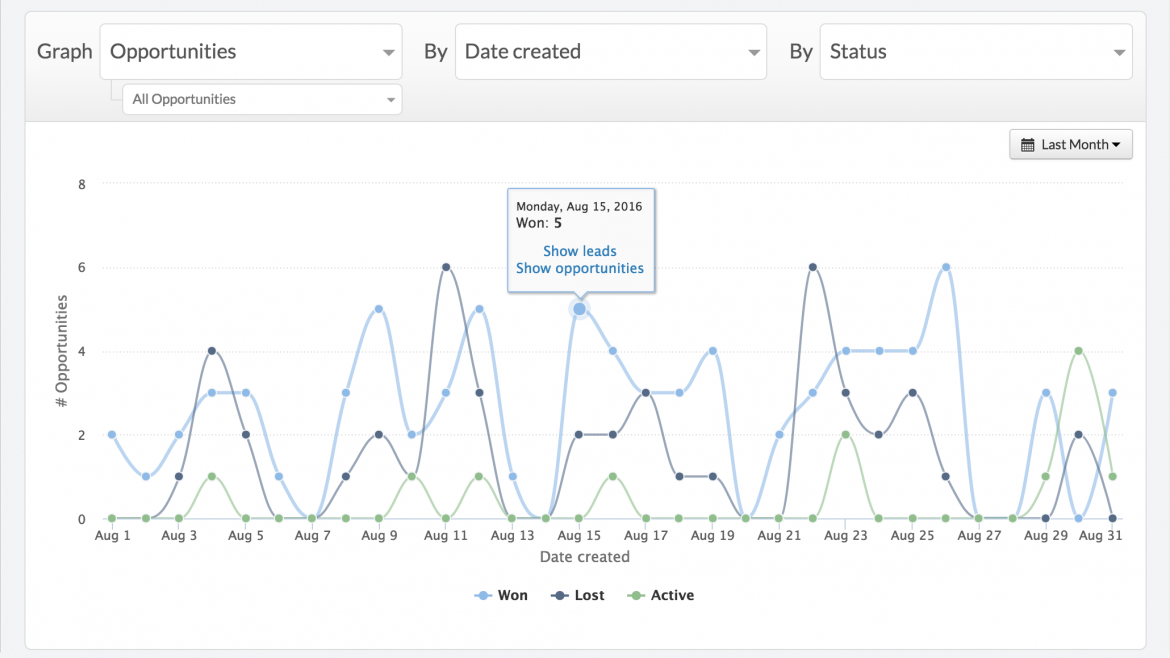 Graph Opportunities By Date created By Status
All Opportunities
Last Month
8
Monday, Aug 15, 2016
Won: 5
Show leads
Show opportunities
6
4
2
0
# Opportunities
Aug 1 Aug 3 Aug 5 Aug 7 Aug 9 Aug 11 Aug 13 Aug 15 Aug 17 Aug 19 Aug 21 Aug 23 Aug 25 Aug 27 Aug 29 Aug 31
Date created
Won Lost Active